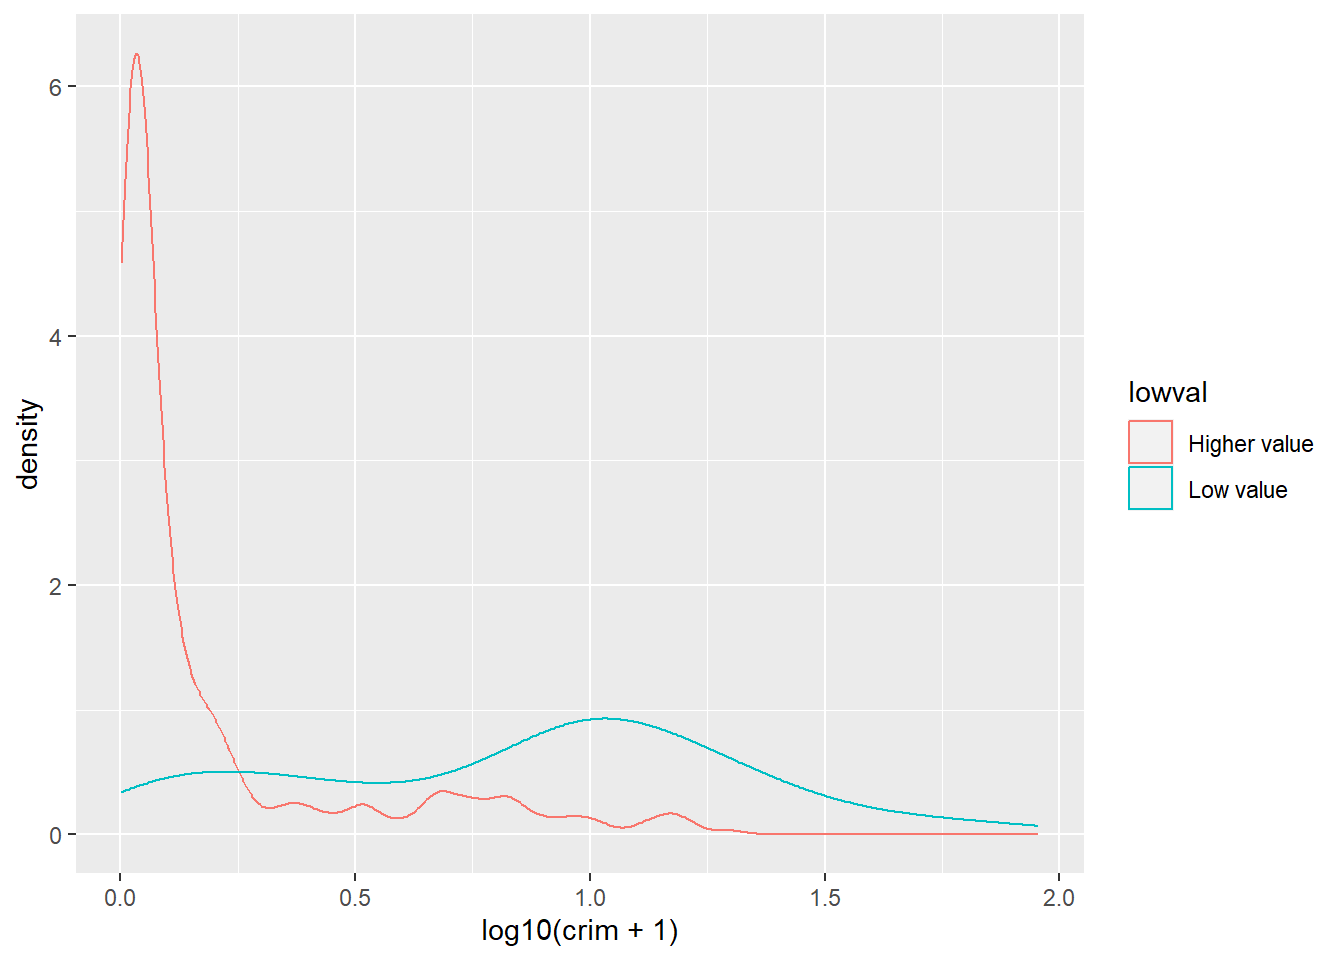 6
4
2
0
density
0.0 0.5 1.0 1.5 2.0
log10(crim + 1)
lowval
Higher value
Low value